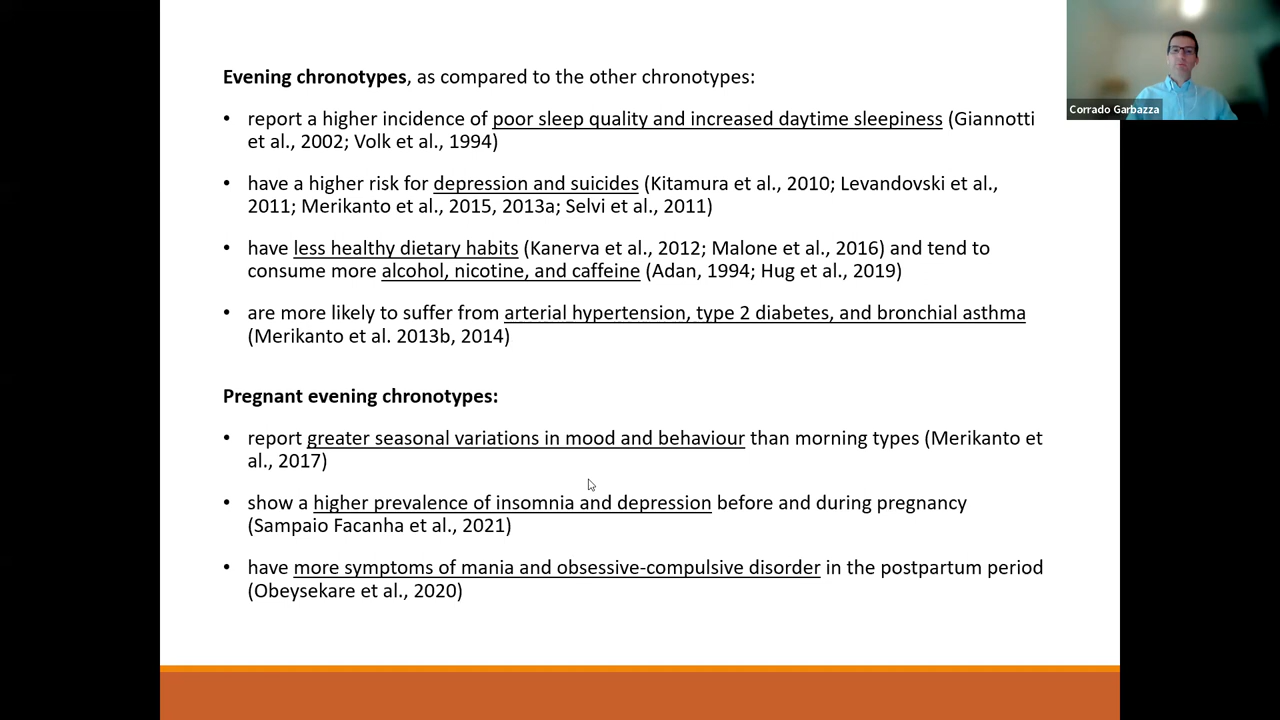 Evening chronotypes, as compared to the other chronotypes:
• report a higher incidence of poor sleep quality and increased daytime sleepiness (Giannotti
et al., 2002; Volk et al., 1994)
• have a higher risk for depression and suicides (Kitamura et al., 2010; Levandovski et al.,
2011; Merikanto et al., 2015, 2013a; Selvi et al., 2011)
• have less healthy dietary habits (Kanerva et al., 2012; Malone et al., 2016) and tend to
consume more alcohol, nicotine, and caffeine (Adan, 1994; Hug et al., 2019)
• are more likely to suffer from arterial hypertension, type 2 diabetes, and bronchial asthma
(Merikanto et al. 2013b, 2014)
Pregnant evening chronotypes:
• report greater seasonal variations in mood and behaviour than morning types (Merikanto et
al., 2017)
• show a higher prevalence of insomnia and depression before and during pregnancy
(Sampaio Facanha et al., 2021)
• have more symptoms of mania and obsessive-compulsive disorder in the postpartum period
(Obeysekare et al., 2020)
Corrado Garbazza